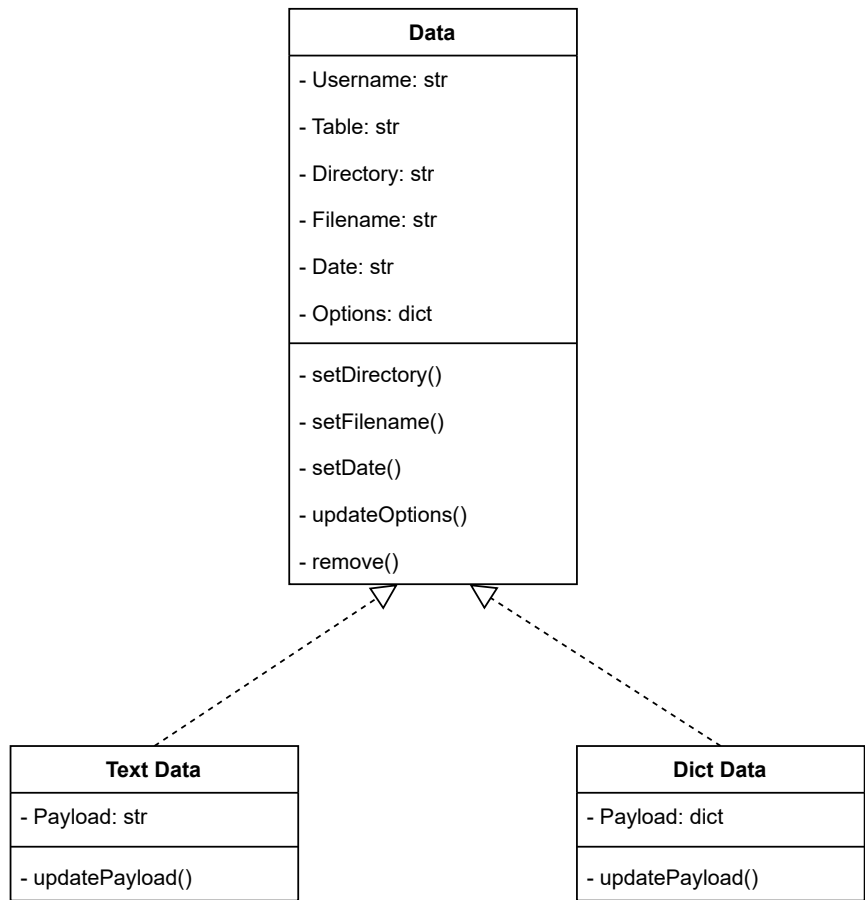 Data
- Username: str
- Table: str
- Directory: str
- Filename: str
- Date: str
- Options: dict
- setDirectory()
- setFilename()
- setDate()
- updateOptions()
- remove()
Text Data
- Payload: str
- updatePayload()
Dict Data
- Payload: dict
- updatePayload()